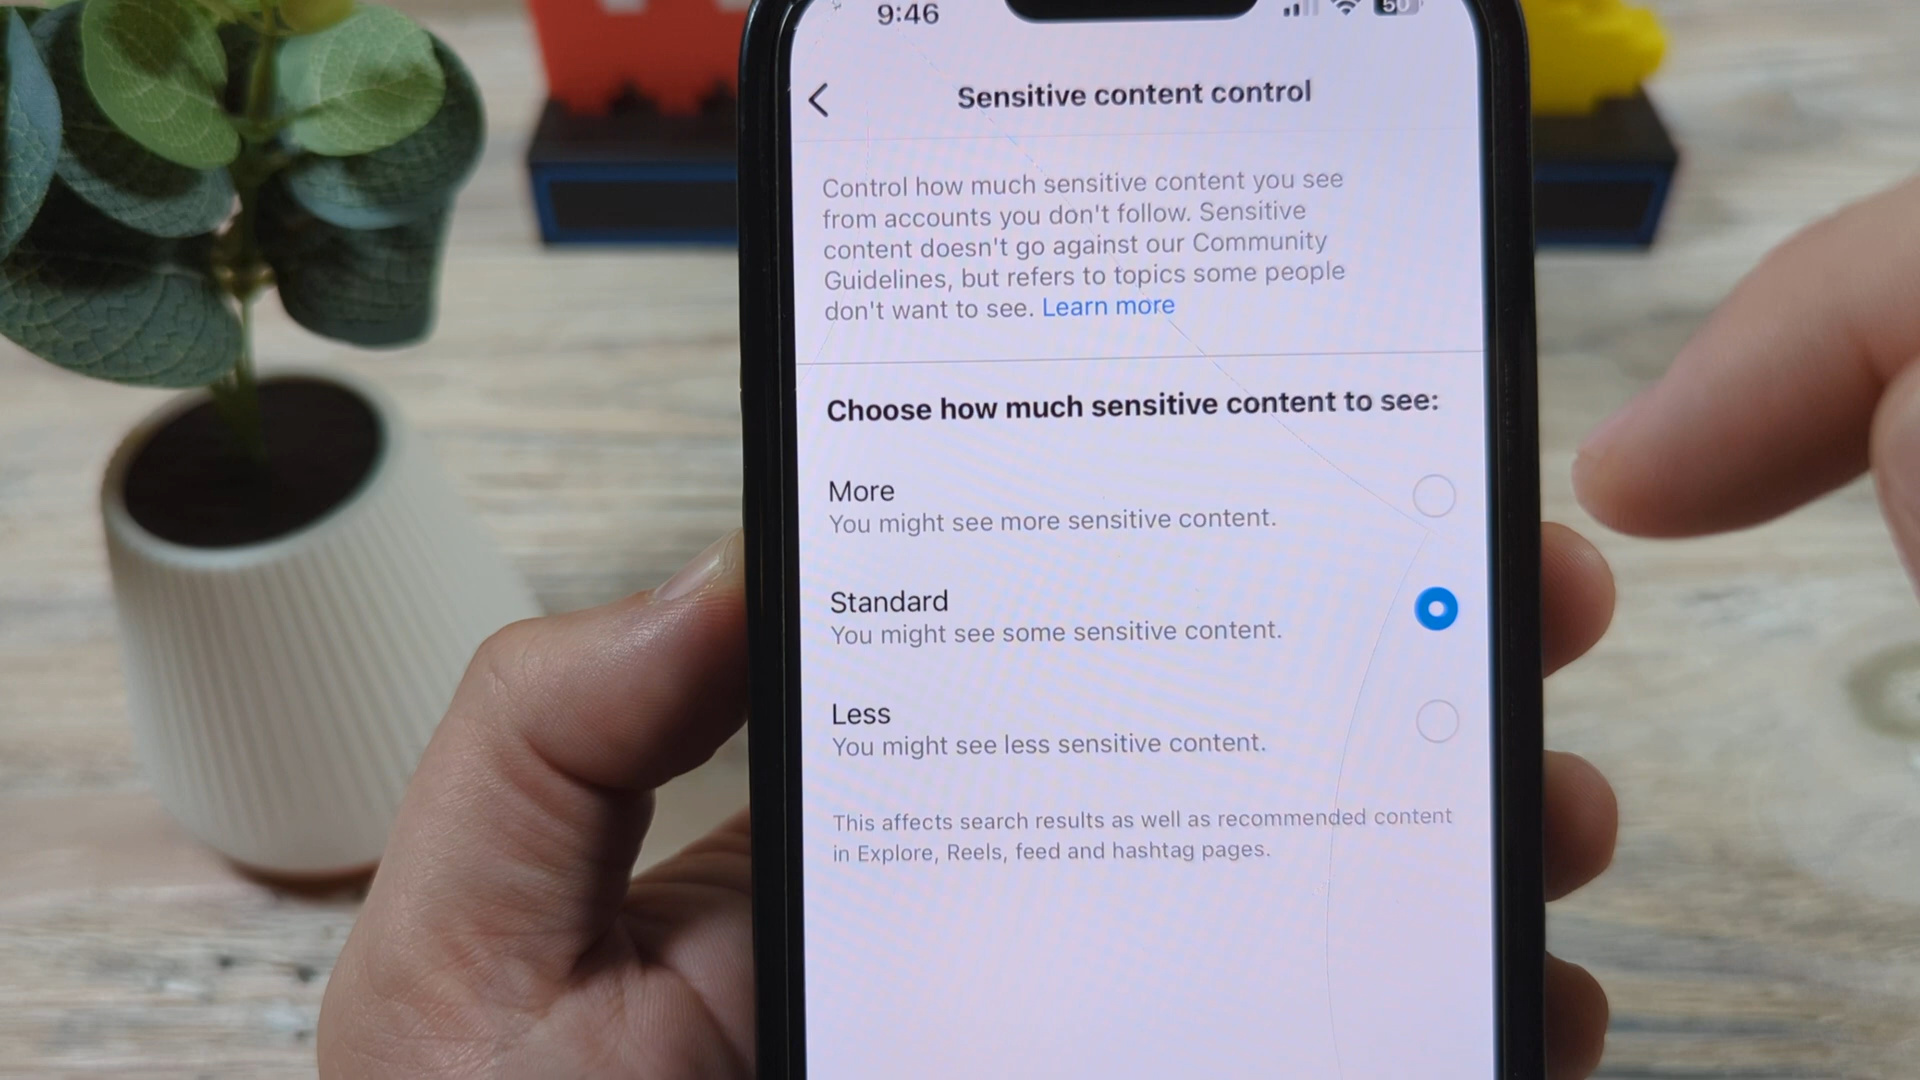 9:46
50
Sensitive content control
Control how much sensitive content you see
from accounts you don't follow. Sensitive
content doesn't go against our Community
Guidelines, but refers to topics some people
don't want to see. Learn more
Choose how much sensitive content to see:
More
You might see more sensitive content.
Standard
You might see some sensitive content.
Less
You might see less sensitive content.
This affects search results as well as recommended content
in Explore, Reels, feed and hashtag pages.